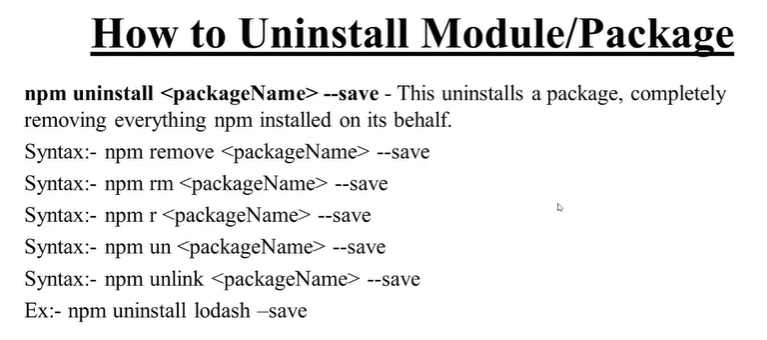 How to Uninstall Module/Package
npm uninstall <packageName> --save - This uninstalls a package, completely
removing everything npm installed on its behalf.
Syntax:- npm remove <packageName> --save
Syntax:- npm rm <packageName> --save
Syntax:- npm r <packageName> --save
Syntax:- npm un <packageName> --save
Syntax:- npm unlink <packageName> --save
Ex:- npm uninstall lodash –save